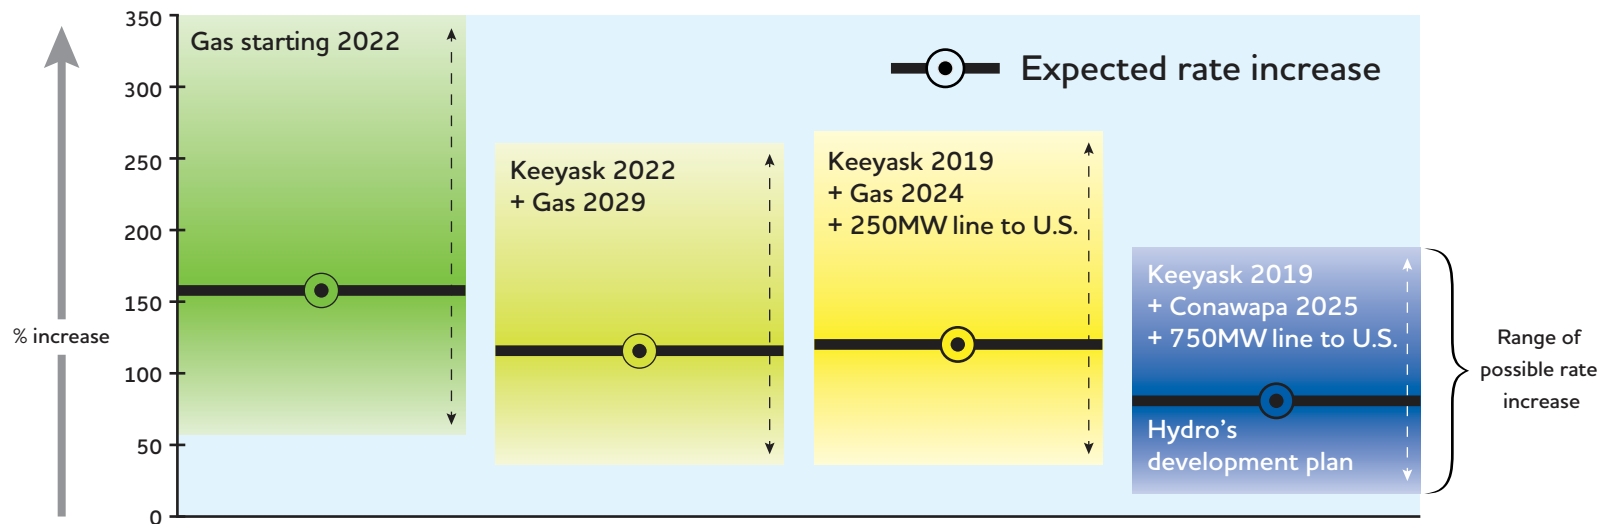 350
300
250
200
150
100
50
0
% increase
Gas starting 2022
Keeyask 2022
+ Gas 2029
Keeyask 2019
+ Gas 2024
+ 250MW line to U.S.
Expected rate increase
Keeyask 2019
+ Conawapa 2025
+ 750MW line to U.S.
Hydro's
development plan
Range of
possible rate
increase